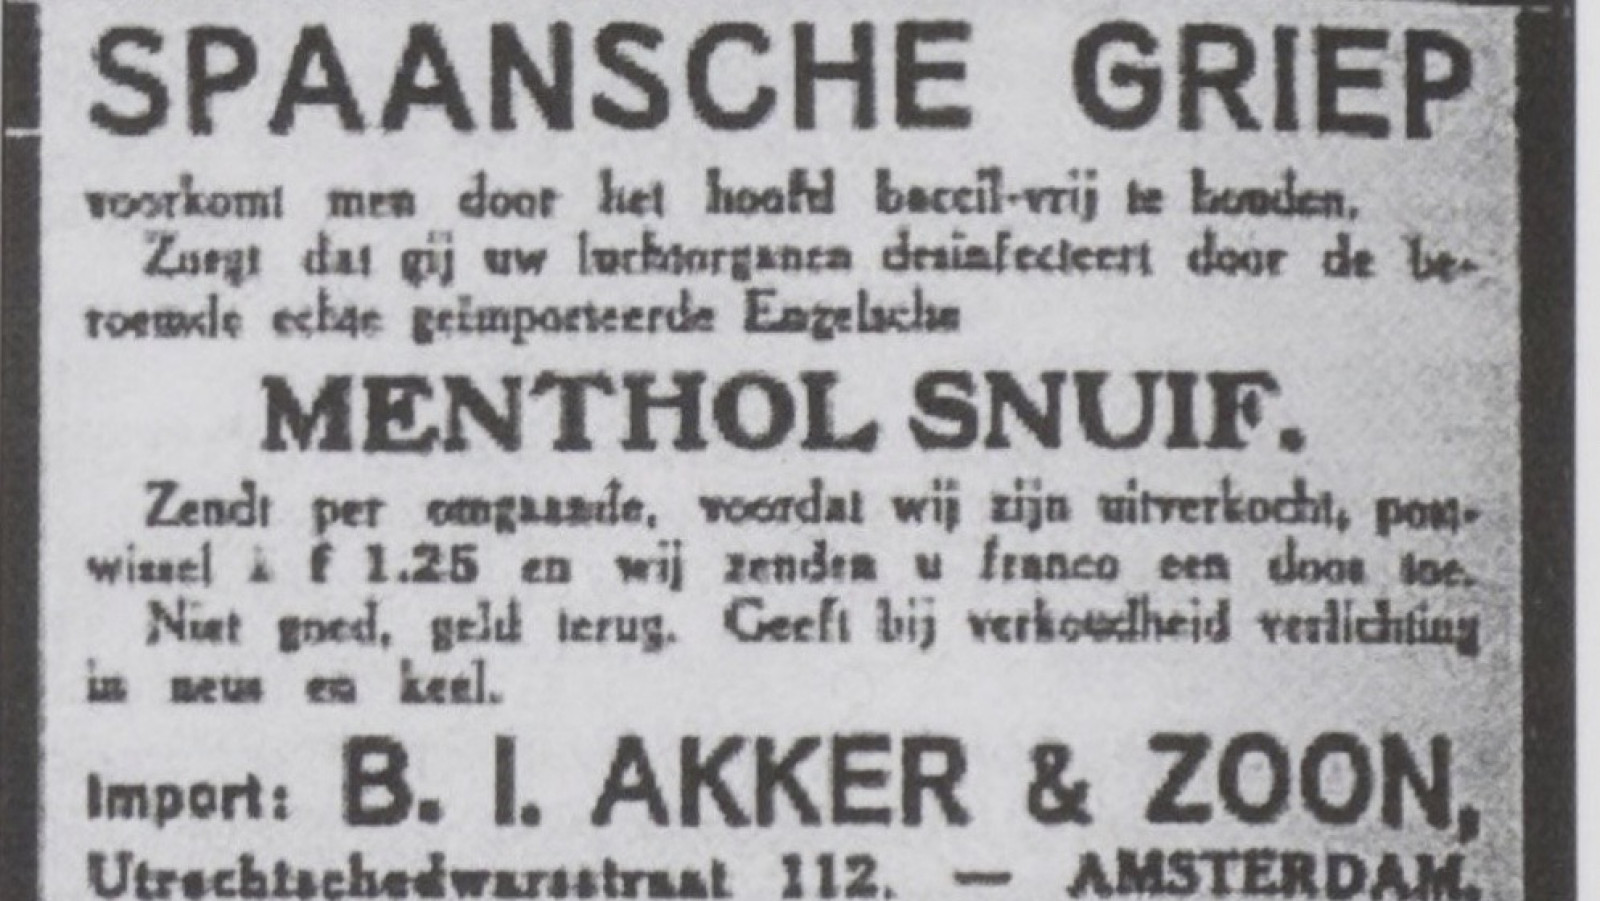 SPAANSCHE GRIEP
voorkomt men door het hoofd baccil-vrij te houden.
Zorgt dat gij uw luchtorganen desinfecteert door de be-
roemde echte geïmporteerde Engelsche
MENTHOL SNUIF.
Zendt per omgaande, voordat wij zijn uitverkocht, post-
wissel à f 1.25 en wij zenden u franco een doos toe.
Niet goed, geld terug. Geeft bij verkoudheid verlichting
in neus en keel.
Import: B. I. AKKER & ZOON,
Utrechtschedwarsstraat 112. — AMSTERDAM.